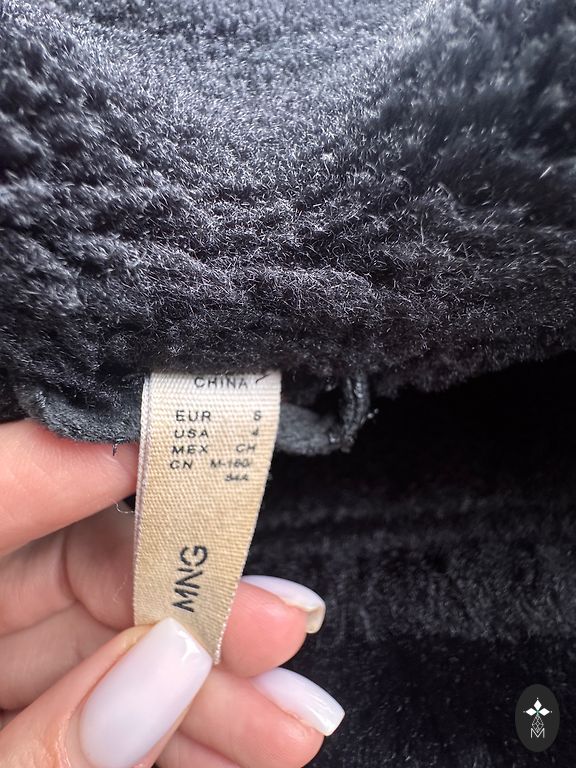 CHINA
EUR S
USA 4
MEX CH
CN M-160/
84A
MNG
M